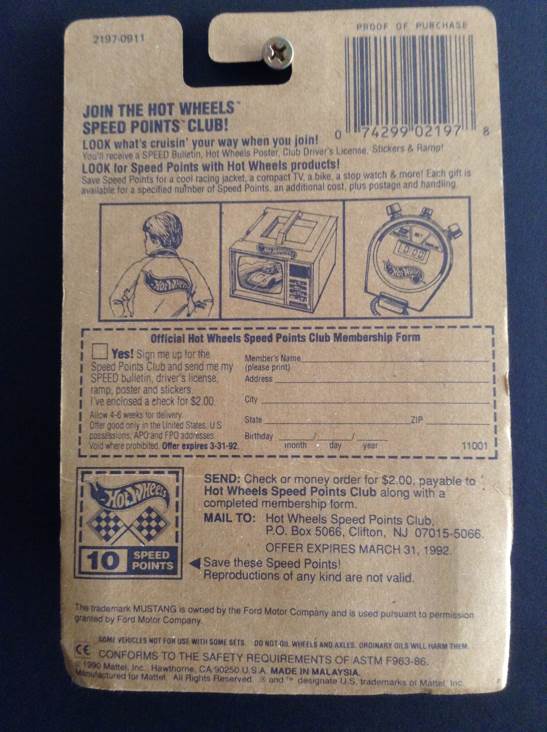 PROOF OF PURCHASE
2197-0911
0 74299 02197 8
JOIN THE HOT WHEELS™
SPEED POINTS™ CLUB!
LOOK what's cruisin' your way when you join!
You'll receive a SPEED Bulletin, Hot Wheels Poster, Club Driver's License, Stickers & Ramp!
LOOK for Speed Points with Hot Wheels products!
Save Speed Points for a cool racing jacket, a compact TV, a bike, a stop watch & more! Each gift is
available for a specified number of Speed Points, an additional cost, plus postage and handling.
Hot Wheels
Hot Wheels
Hot Wheels
Official Hot Wheels Speed Points Club Membership Form
Yes! Sign me up for the
Speed Points Club and send me my
SPEED bulletin, driver's license,
ramp, poster and stickers.
I've enclosed a check for $2.00.
Allow 4-6 weeks for delivery.
Offer good only in the United States, U.S.
possessions, APO and FPO addresses.
Void where prohibited. Offer expires 3-31-92.
Member's Name
(please print)
Address
City
State ZIP
Birthday / /
month • day year
11001
HOT WHEELS
10 SPEED
POINTS
SEND: Check or money order for $2.00, payable to
Hot Wheels Speed Points Club along with a
completed membership form.
MAIL TO: Hot Wheels Speed Points Club,
P.O. Box 5066, Clifton, NJ 07015-5066.
OFFER EXPIRES MARCH 31, 1992.
Save these Speed Points!
Reproductions of any kind are not valid.
The trademark MUSTANG is owned by the Ford Motor Company and is used pursuant to permission
granted by Ford Motor Company.
SOME VEHICLES NOT FOR USE WITH SOME SETS. DO NOT OIL WHEELS AND AXLES. ORDINARY OILS WILL HARM THEM.
CE CONFORMS TO THE SAFETY REQUIREMENTS OF ASTM F963-86.
© 1990 Mattel, Inc., Hawthorne, CA 90250 U.S.A. MADE IN MALAYSIA.
Manufactured for Mattel. All Rights Reserved. ® and ™ designate U.S. trademarks of Mattel, Inc.